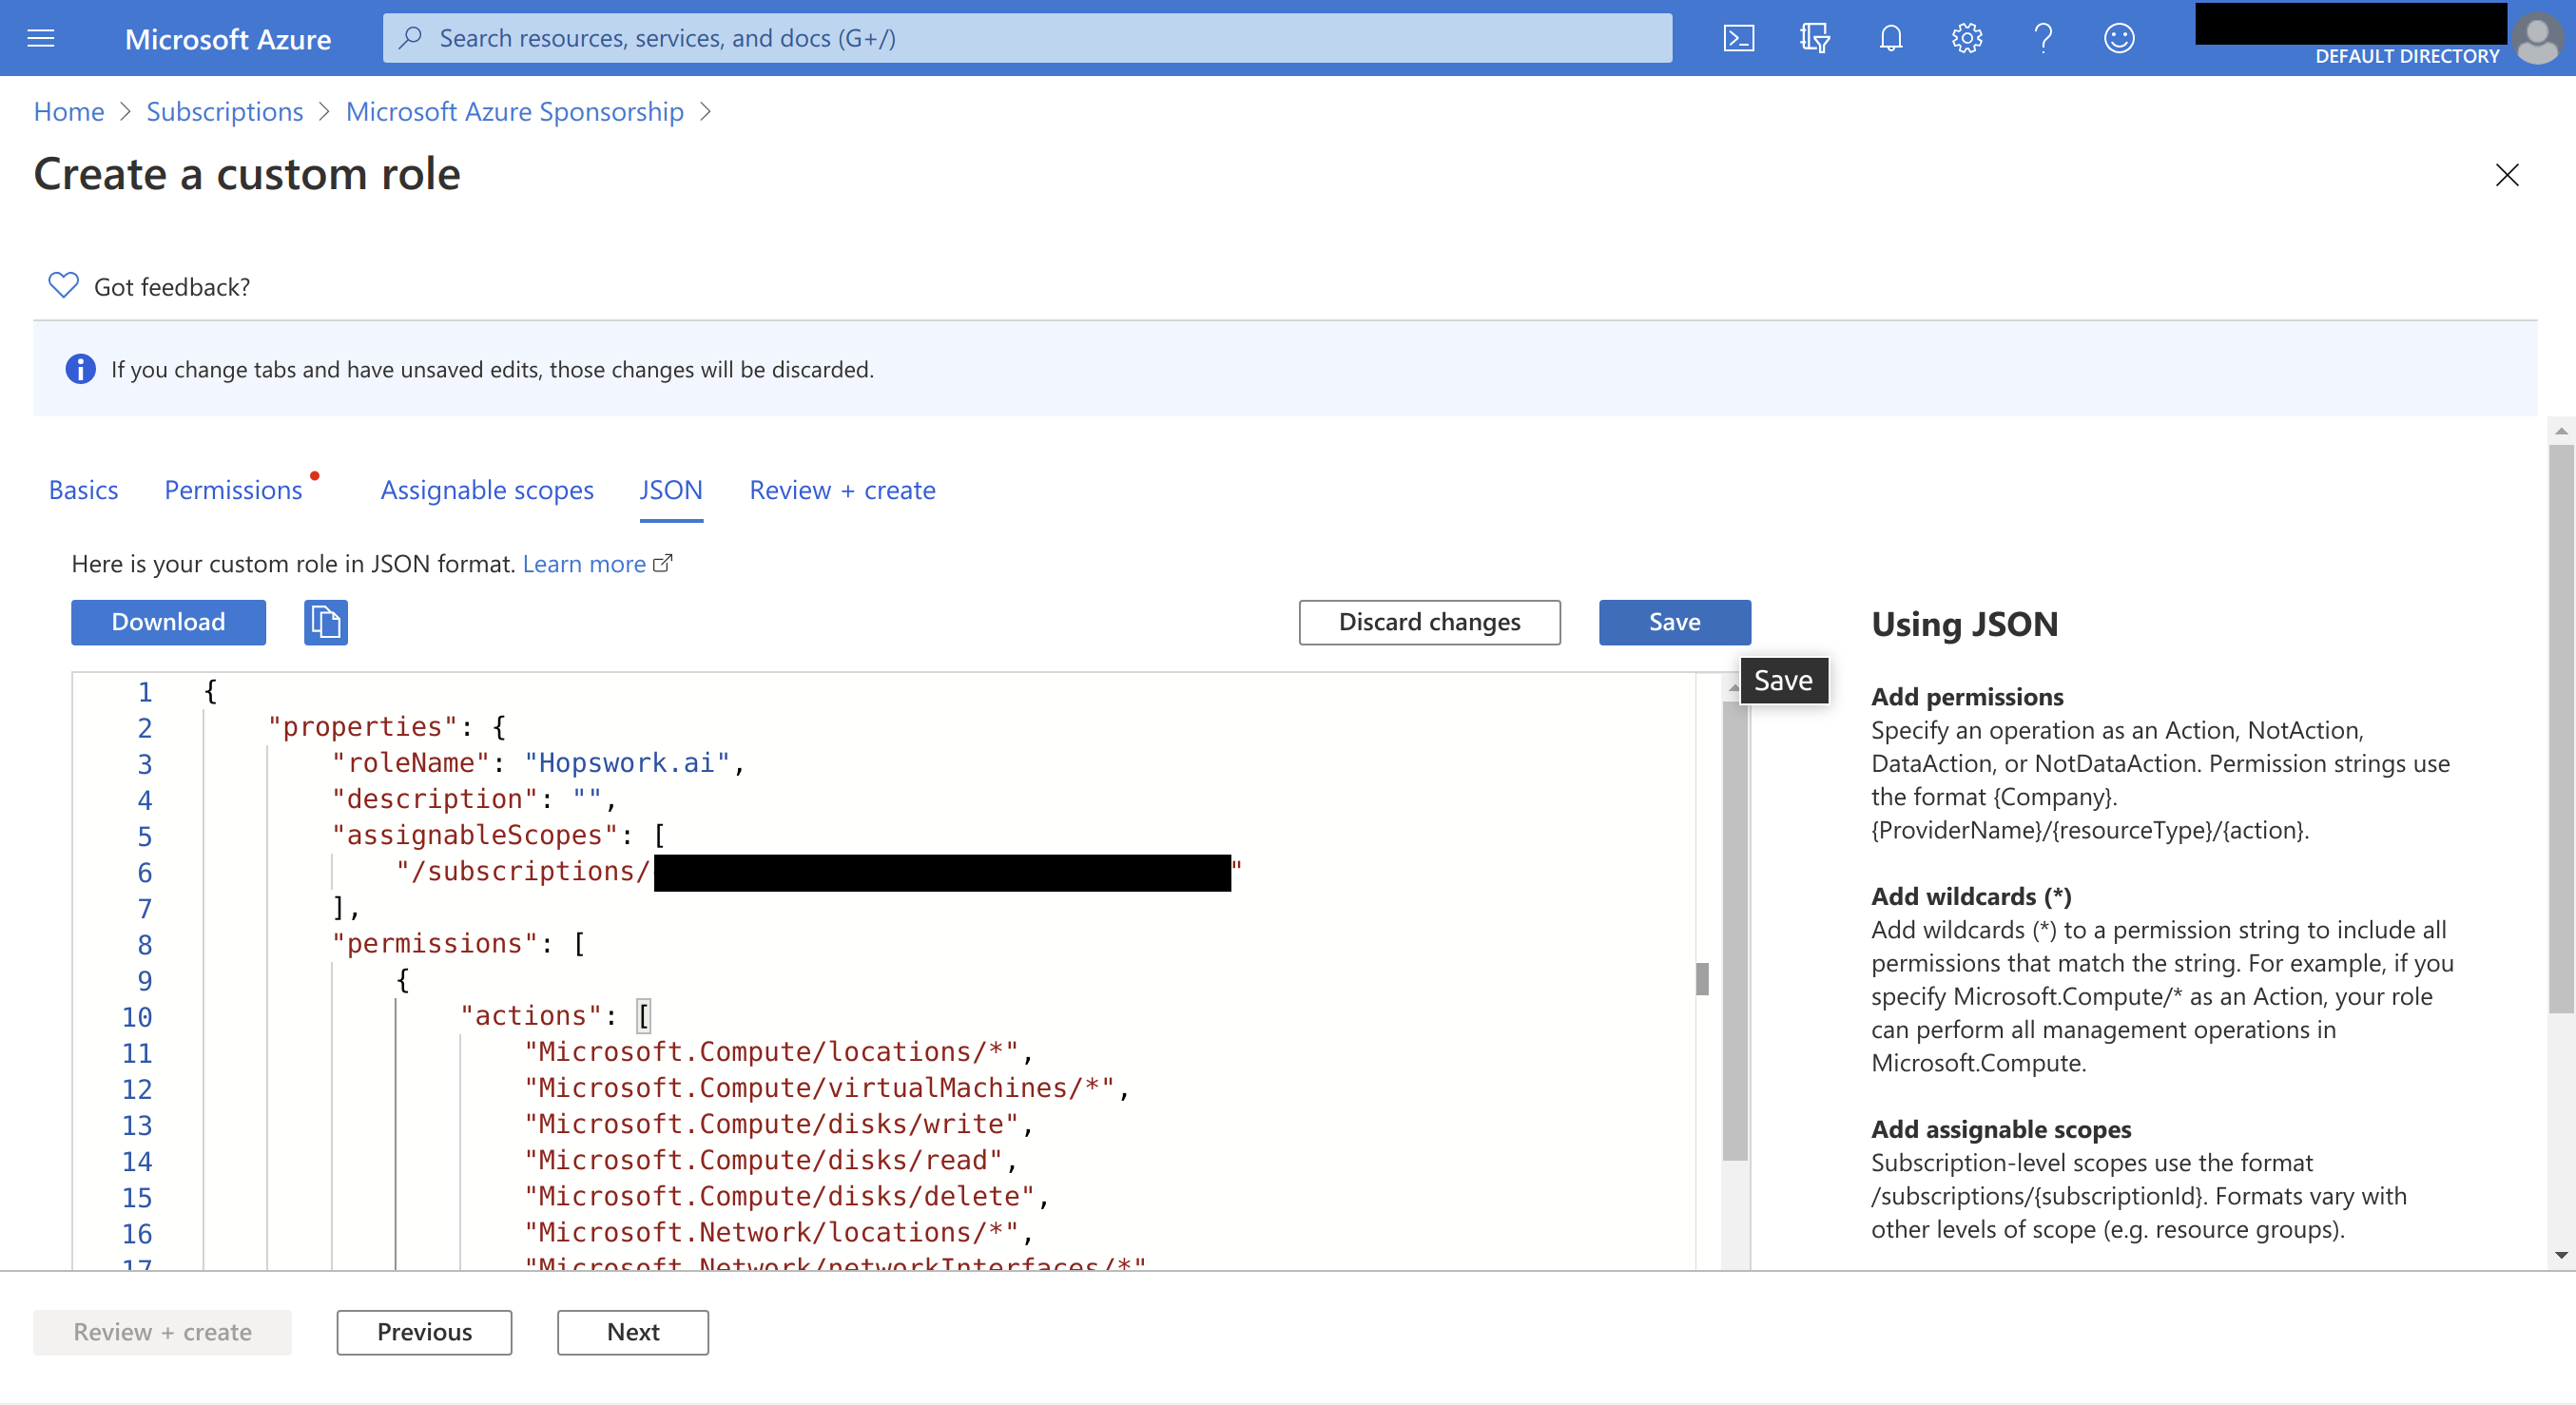 Microsoft Azure
Search resources, services, and docs (G+/)
DEFAULT DIRECTORY
Home > Subscriptions > Microsoft Azure Sponsorship >
Create a custom role
Got feedback?
If you change tabs and have unsaved edits, those changes will be discarded.
Basics Permissions Assignable scopes JSON Review + create
Here is your custom role in JSON format. Learn more
Download
Discard changes
Save
Save
1 {
2 "properties": {
3 "roleName": "Hopswork.ai",
4 "description": "",
5 "assignableScopes": [
6 "/subscriptions/ "
7 ],
8 "permissions": [
9 {
10 "actions": [
11 "Microsoft.Compute/locations/*",
12 "Microsoft.Compute/virtualMachines/*",
13 "Microsoft.Compute/disks/write",
14 "Microsoft.Compute/disks/read",
15 "Microsoft.Compute/disks/delete",
16 "Microsoft.Network/locations/*",
17 "Microsoft.Network/networkInterfaces/*"
Using JSON
Add permissions
Specify an operation as an Action, NotAction,
DataAction, or NotDataAction. Permission strings use
the format {Company}.
{ProviderName}/{resourceType}/{action}.
Add wildcards (*)
Add wildcards (*) to a permission string to include all
permissions that match the string. For example, if you
specify Microsoft.Compute/* as an Action, your role
can perform all management operations in
Microsoft.Compute.
Add assignable scopes
Subscription-level scopes use the format
/subscriptions/{subscriptionId}. Formats vary with
other levels of scope (e.g. resource groups).
Review + create
Previous
Next